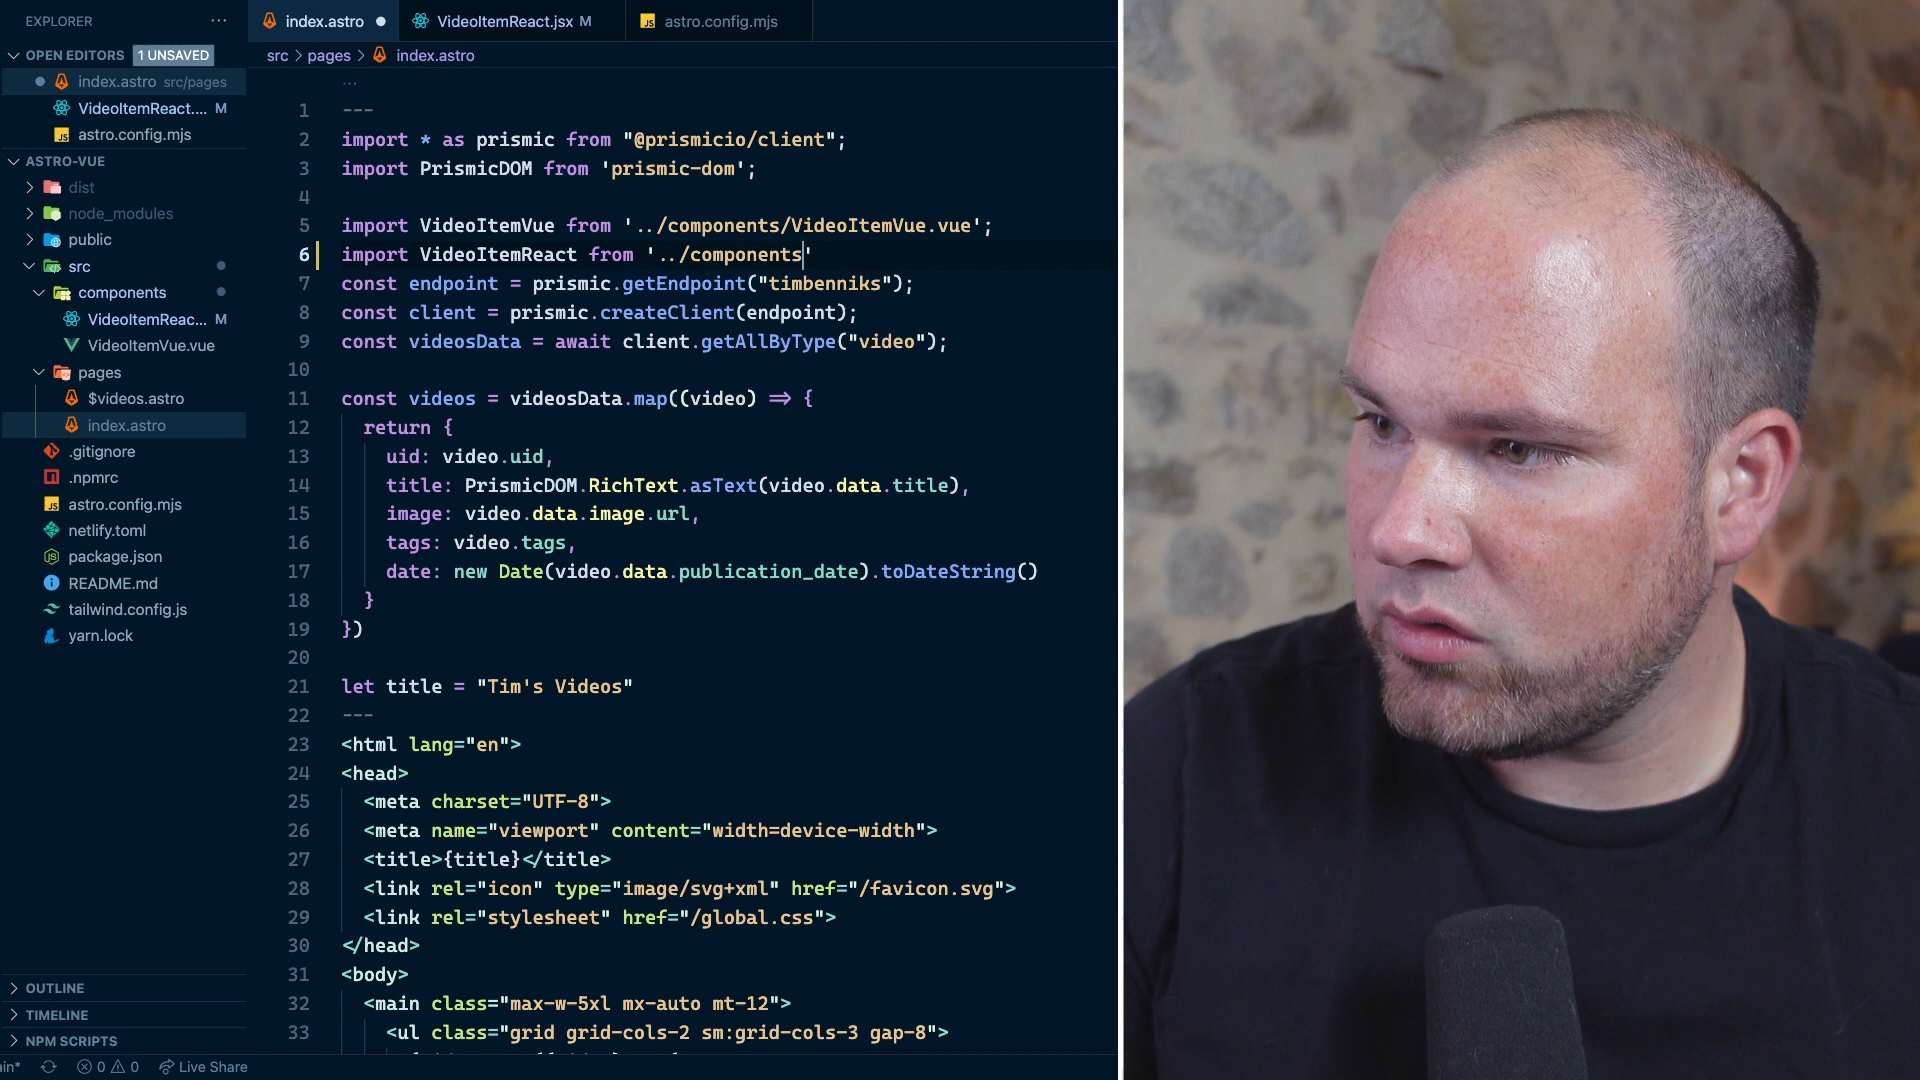 EXPLORER ...
OPEN EDITORS 1 UNSAVED
index.astro src/pages
VideoItemReact.... M
astro.config.mjs
ASTRO-VUE
dist
node_modules
public
src
components
VideoItemReac... M
VideoItemVue.vue
pages
$videos.astro
index.astro
.gitignore
.npmrc
astro.config.mjs
netlify.toml
package.json
README.md
tailwind.config.js
yarn.lock
OUTLINE
TIMELINE
NPM SCRIPTS
ain* 0 0 Live Share
index.astro VideoItemReact.jsx M astro.config.mjs
src > pages > index.astro
...
1 ---
2 import * as prismic from "@prismicio/client";
3 import PrismicDOM from 'prismic-dom';
4
5 import VideoItemVue from '../components/VideoItemVue.vue';
6 import VideoItemReact from '../components'
7 const endpoint = prismic.getEndpoint("timbenniks");
8 const client = prismic.createClient(endpoint);
9 const videosData = await client.getAllByType("video");
10
11 const videos = videosData.map((video) => {
12 return {
13 uid: video.uid,
14 title: PrismicDOM.RichText.asText(video.data.title),
15 image: video.data.image.url,
16 tags: video.tags,
17 date: new Date(video.data.publication_date).toDateString()
18 }
19 })
20
21 let title = "Tim's Videos"
22 ---
23 <html lang="en">
24 <head>
25 <meta charset="UTF-8">
26 <meta name="viewport" content="width=device-width">
27 <title>{title}</title>
28 <link rel="icon" type="image/svg+xml" href="/favicon.svg">
29 <link rel="stylesheet" href="/global.css">
30 </head>
31 <body>
32 <main class="max-w-5xl mx-auto mt-12">
33 <ul class="grid grid-cols-2 sm:grid-cols-3 gap-8">